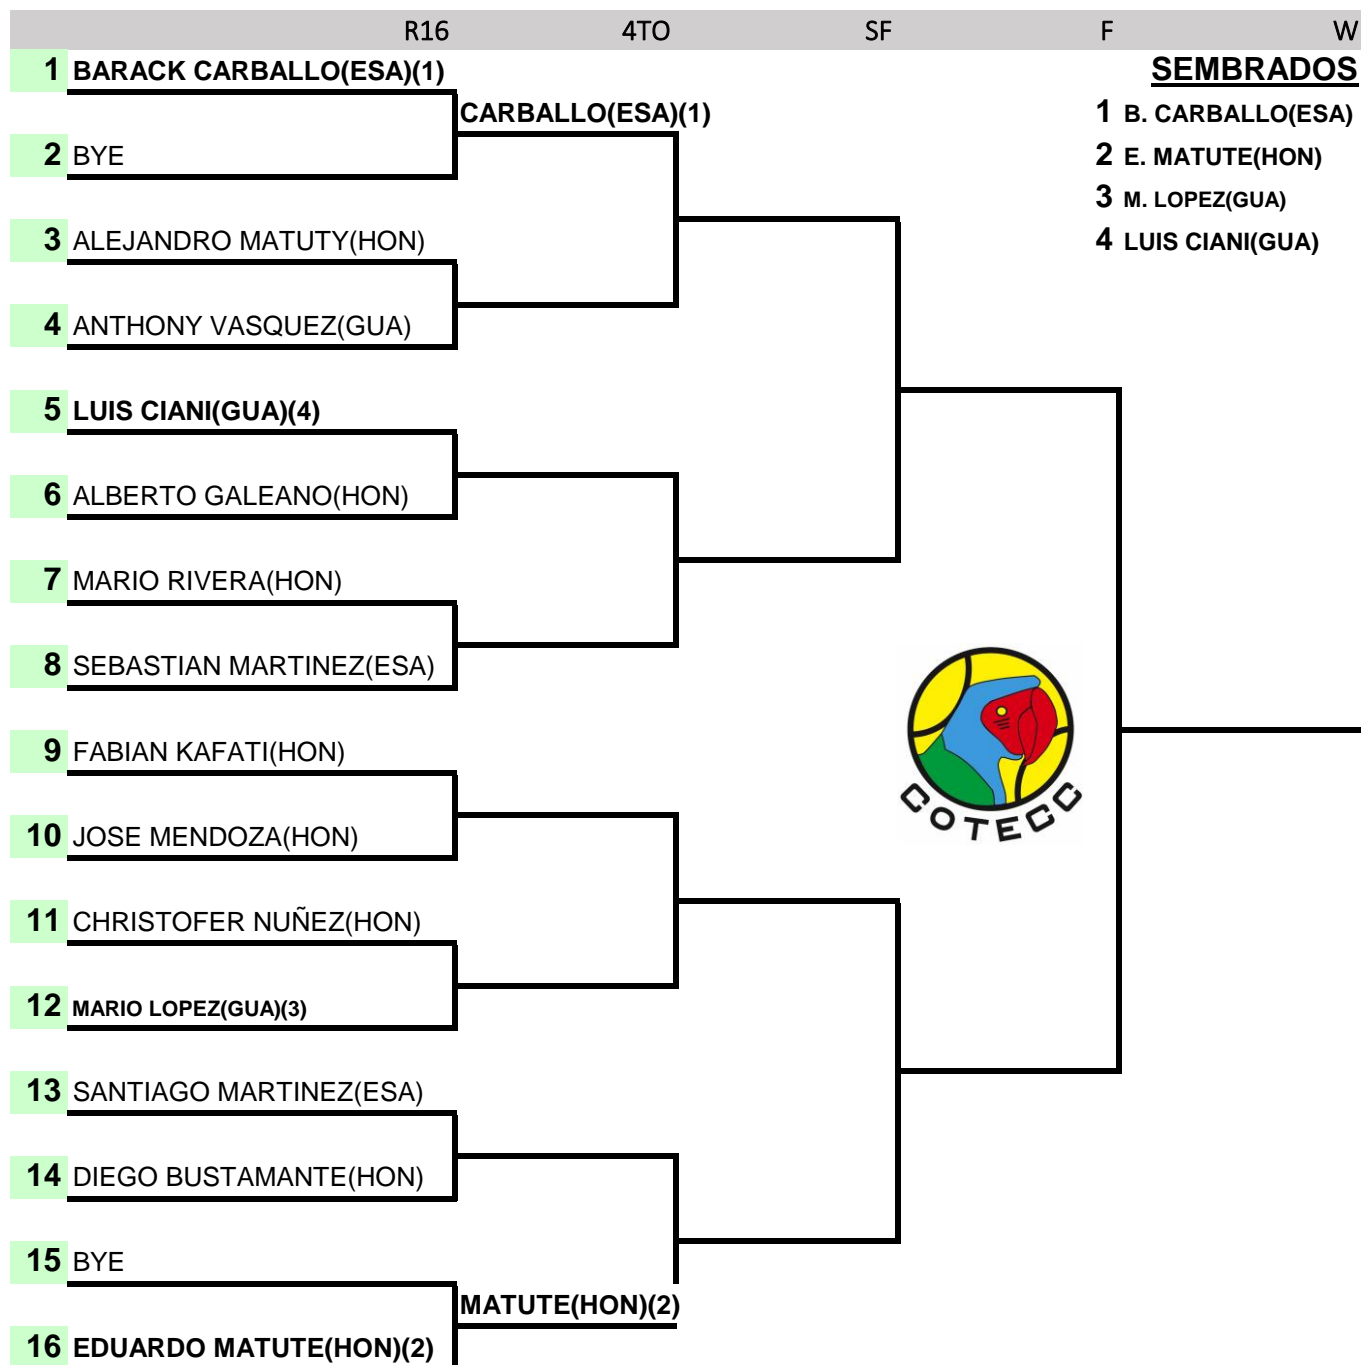 R16 4TO SF F W
1 BARACK CARBALLO(ESA)(1)
SEMBRADOS
CARBALLO(ESA)(1)
1 B. CARBALLO(ESA)
2 BYE
2 E. MATUTE(HON)
3 M. LOPEZ(GUA)
3 ALEJANDRO MATUTY(HON)
4 LUIS CIANI(GUA)
4 ANTHONY VASQUEZ(GUA)
5 LUIS CIANI(GUA)(4)
6 ALBERTO GALEANO(HON)
7 MARIO RIVERA(HON)
8 SEBASTIAN MARTINEZ(ESA)
9 FABIAN KAFATI(HON)
COTECC
10 JOSE MENDOZA(HON)
11 CHRISTOFER NUÑEZ(HON)
12 MARIO LOPEZ(GUA)(3)
13 SANTIAGO MARTINEZ(ESA)
14 DIEGO BUSTAMANTE(HON)
15 BYE
MATUTE(HON)(2)
16 EDUARDO MATUTE(HON)(2)